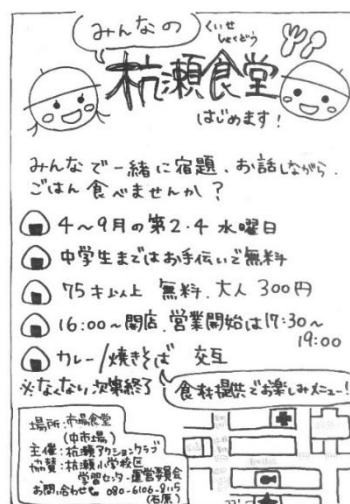 みんなの
くいせ
しょくどう
杭瀬食堂
はじめます!
みんなで一緒に宿題、お話しながら、
ごはん食べませんか?
4〜9月の第2・4 水曜日
中学生まではお手伝いで無料
75才以上 無料、大人 300円
16:00〜開店、営業開始は17:30〜
19:00
カレー/焼きそば 交互
※なくなり次第終了
食料提供でお楽しみメニュー!
場所:市場食堂
(中市場)
主催:杭瀬アクションクラブ
協賛:杭瀬小学校区
学習センター運営委員会
お問い合わせ 080-6106-8115
(石原)